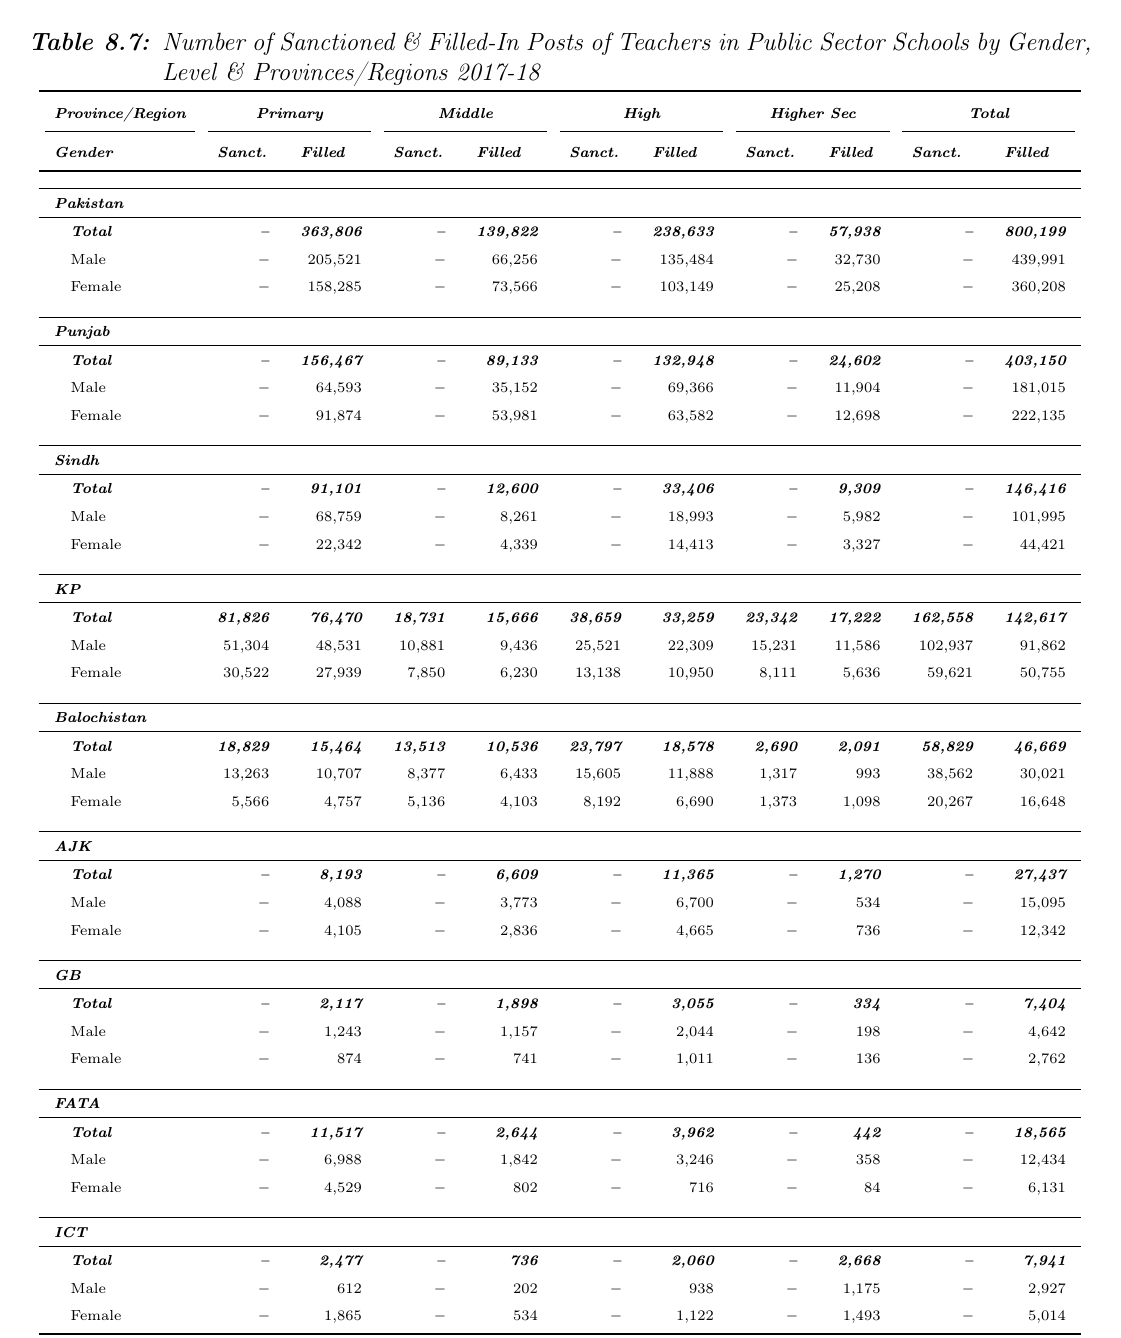 Table 8.7: Number of Sanctioned & Filled-In Posts of Teachers in Public Sector Schools by Gender,
Level & Provinces/Regions 2017-18
Province/Region Primary Middle High Higher Sec Total
Gender Sanct. Filled Sanct. Filled Sanct. Filled Sanct. Filled Sanct. Filled
Pakistan
Total – 363,806 – 139,822 – 238,633 – 57,938 – 800,199
Male – 205,521 – 66,256 – 135,484 – 32,730 – 439,991
Female – 158,285 – 73,566 – 103,149 – 25,208 – 360,208
Punjab
Total – 156,467 – 89,133 – 132,948 – 24,602 – 403,150
Male – 64,593 – 35,152 – 69,366 – 11,904 – 181,015
Female – 91,874 – 53,981 – 63,582 – 12,698 – 222,135
Sindh
Total – 91,101 – 12,600 – 33,406 – 9,309 – 146,416
Male – 68,759 – 8,261 – 18,993 – 5,982 – 101,995
Female – 22,342 – 4,339 – 14,413 – 3,327 – 44,421
KP
Total 81,826 76,470 18,731 15,666 38,659 33,259 23,342 17,222 162,558 142,617
Male 51,304 48,531 10,881 9,436 25,521 22,309 15,231 11,586 102,937 91,862
Female 30,522 27,939 7,850 6,230 13,138 10,950 8,111 5,636 59,621 50,755
Balochistan
Total 18,829 15,464 13,513 10,536 23,797 18,578 2,690 2,091 58,829 46,669
Male 13,263 10,707 8,377 6,433 15,605 11,888 1,317 993 38,562 30,021
Female 5,566 4,757 5,136 4,103 8,192 6,690 1,373 1,098 20,267 16,648
AJK
Total – 8,193 – 6,609 – 11,365 – 1,270 – 27,437
Male – 4,088 – 3,773 – 6,700 – 534 – 15,095
Female – 4,105 – 2,836 – 4,665 – 736 – 12,342
GB
Total – 2,117 – 1,898 – 3,055 – 334 – 7,404
Male – 1,243 – 1,157 – 2,044 – 198 – 4,642
Female – 874 – 741 – 1,011 – 136 – 2,762
FATA
Total – 11,517 – 2,644 – 3,962 – 442 – 18,565
Male – 6,988 – 1,842 – 3,246 – 358 – 12,434
Female – 4,529 – 802 – 716 – 84 – 6,131
ICT
Total – 2,477 – 736 – 2,060 – 2,668 – 7,941
Male – 612 – 202 – 938 – 1,175 – 2,927
Female – 1,865 – 534 – 1,122 – 1,493 – 5,014